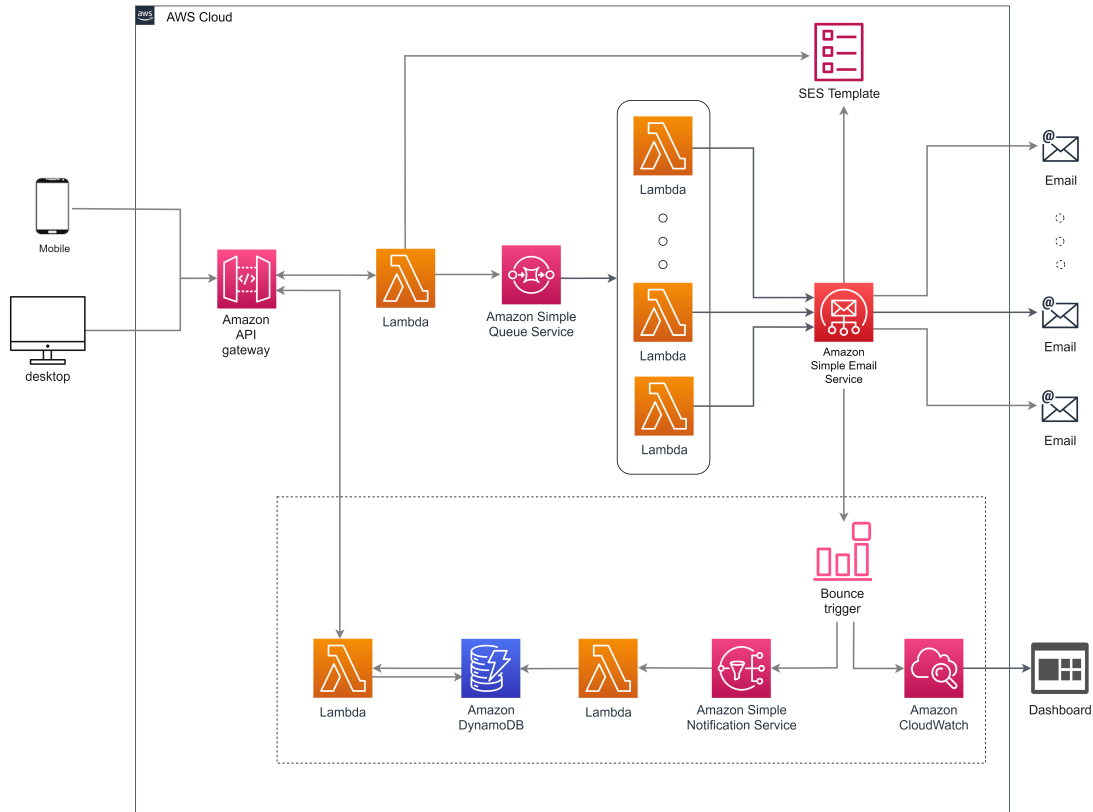 aws
AWS Cloud
SES Template
Lambda
@
Email
Mobile
</>
Amazon
API
gateway
Lambda
Amazon Simple
Queue Service
Lambda
@
Email
desktop
Amazon
Simple Email
Service
Lambda
@
Email
Bounce
trigger
Lambda
Amazon
DynamoDB
Lambda
Amazon Simple
Notification Service
Amazon
CloudWatch
Dashboard